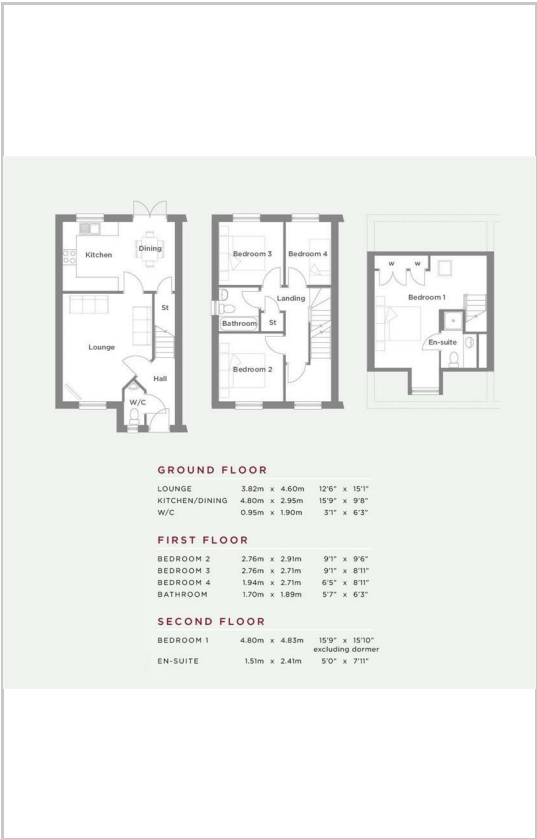 Kitchen
Dining
St
Lounge
Hall
W/C
Bedroom 3
Bedroom 4
Landing
Bathroom
St
Bedroom 2
W W
Bedroom 1
En-suite
GROUND FLOOR
LOUNGE 3.82m x 4.60m 12'6" x 15'1"
KITCHEN/DINING 4.80m x 2.95m 15'9" x 9'8"
W/C 0.95m x 1.90m 3'1" x 6'3"
FIRST FLOOR
BEDROOM 2 2.76m x 2.91m 9'1" x 9'6"
BEDROOM 3 2.76m x 2.71m 9'1" x 8'11"
BEDROOM 4 1.94m x 2.71m 6'5" x 8'11"
BATHROOM 1.70m x 1.89m 5'7" x 6'3"
SECOND FLOOR
BEDROOM 1 4.80m x 4.83m 15'9" x 15'10"
excluding dormer
EN-SUITE 1.51m x 2.41m 5'0" x 7'11"